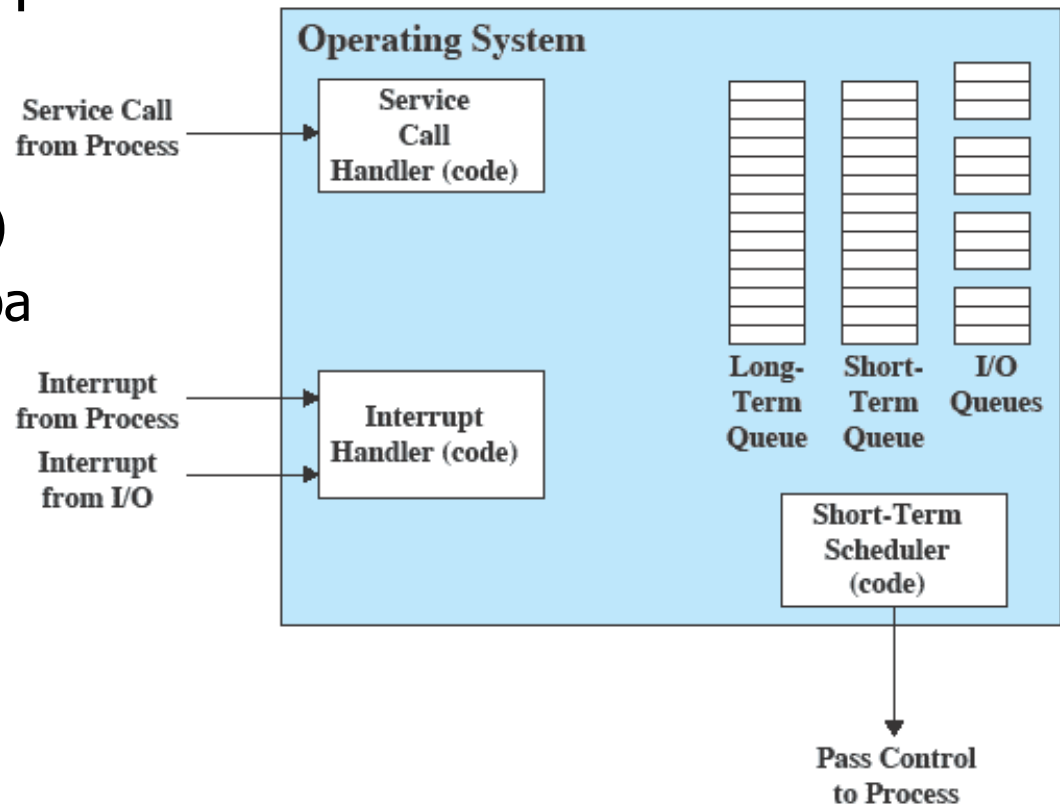 Operating System
Service Call
from Process
Service
Call
Handler (code)
)
pa
Interrupt
from Process
Interrupt
from I/O
Interrupt
Handler (code)
Long-
Term
Queue
Short-
Term
Queue
I/O
Queues
Short-Term
Scheduler
(code)
Pass Control
to Process